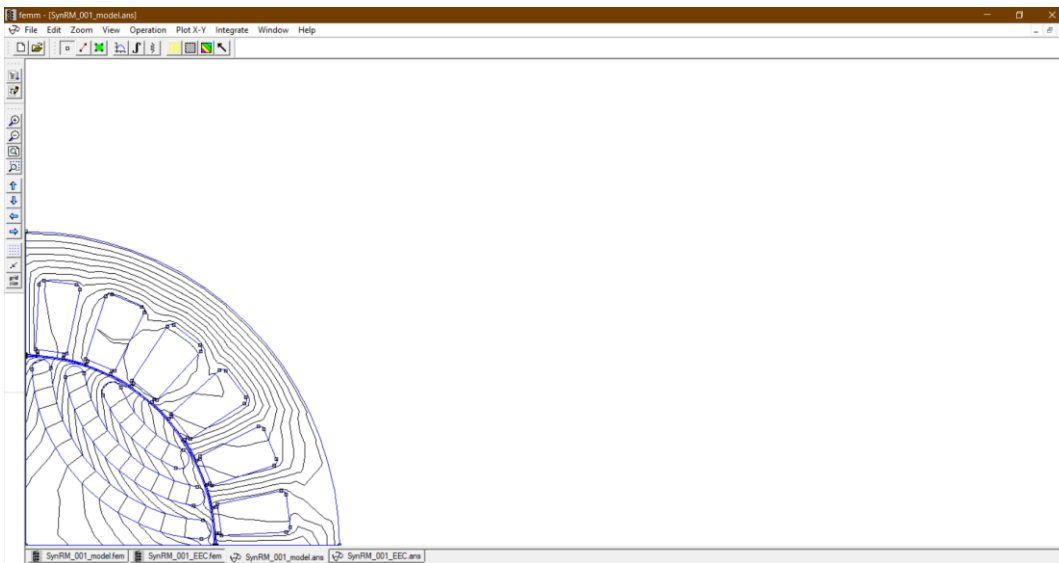 femm - [SynRM_001_model.ans]
File Edit Zoom View Operation Plot X-Y Integrate Window Help
SynRM_001_model.fem SynRM_001_EEC.fem SynRM_001_model.ans SynRM_001_EEC.ans